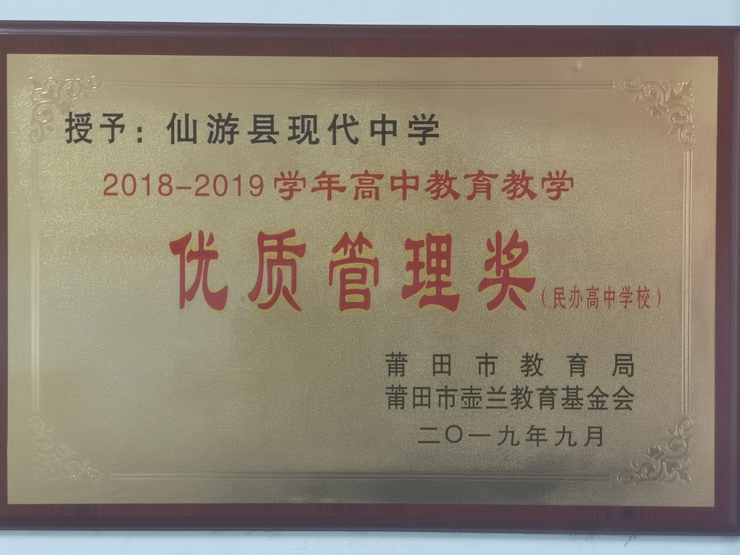 授予：仙游县现代中学
2018-2019学年高中教育教学
优质管理奖（民办高中学校）
莆田市教育局
莆田市壶兰教育基金会
二〇一九年九月